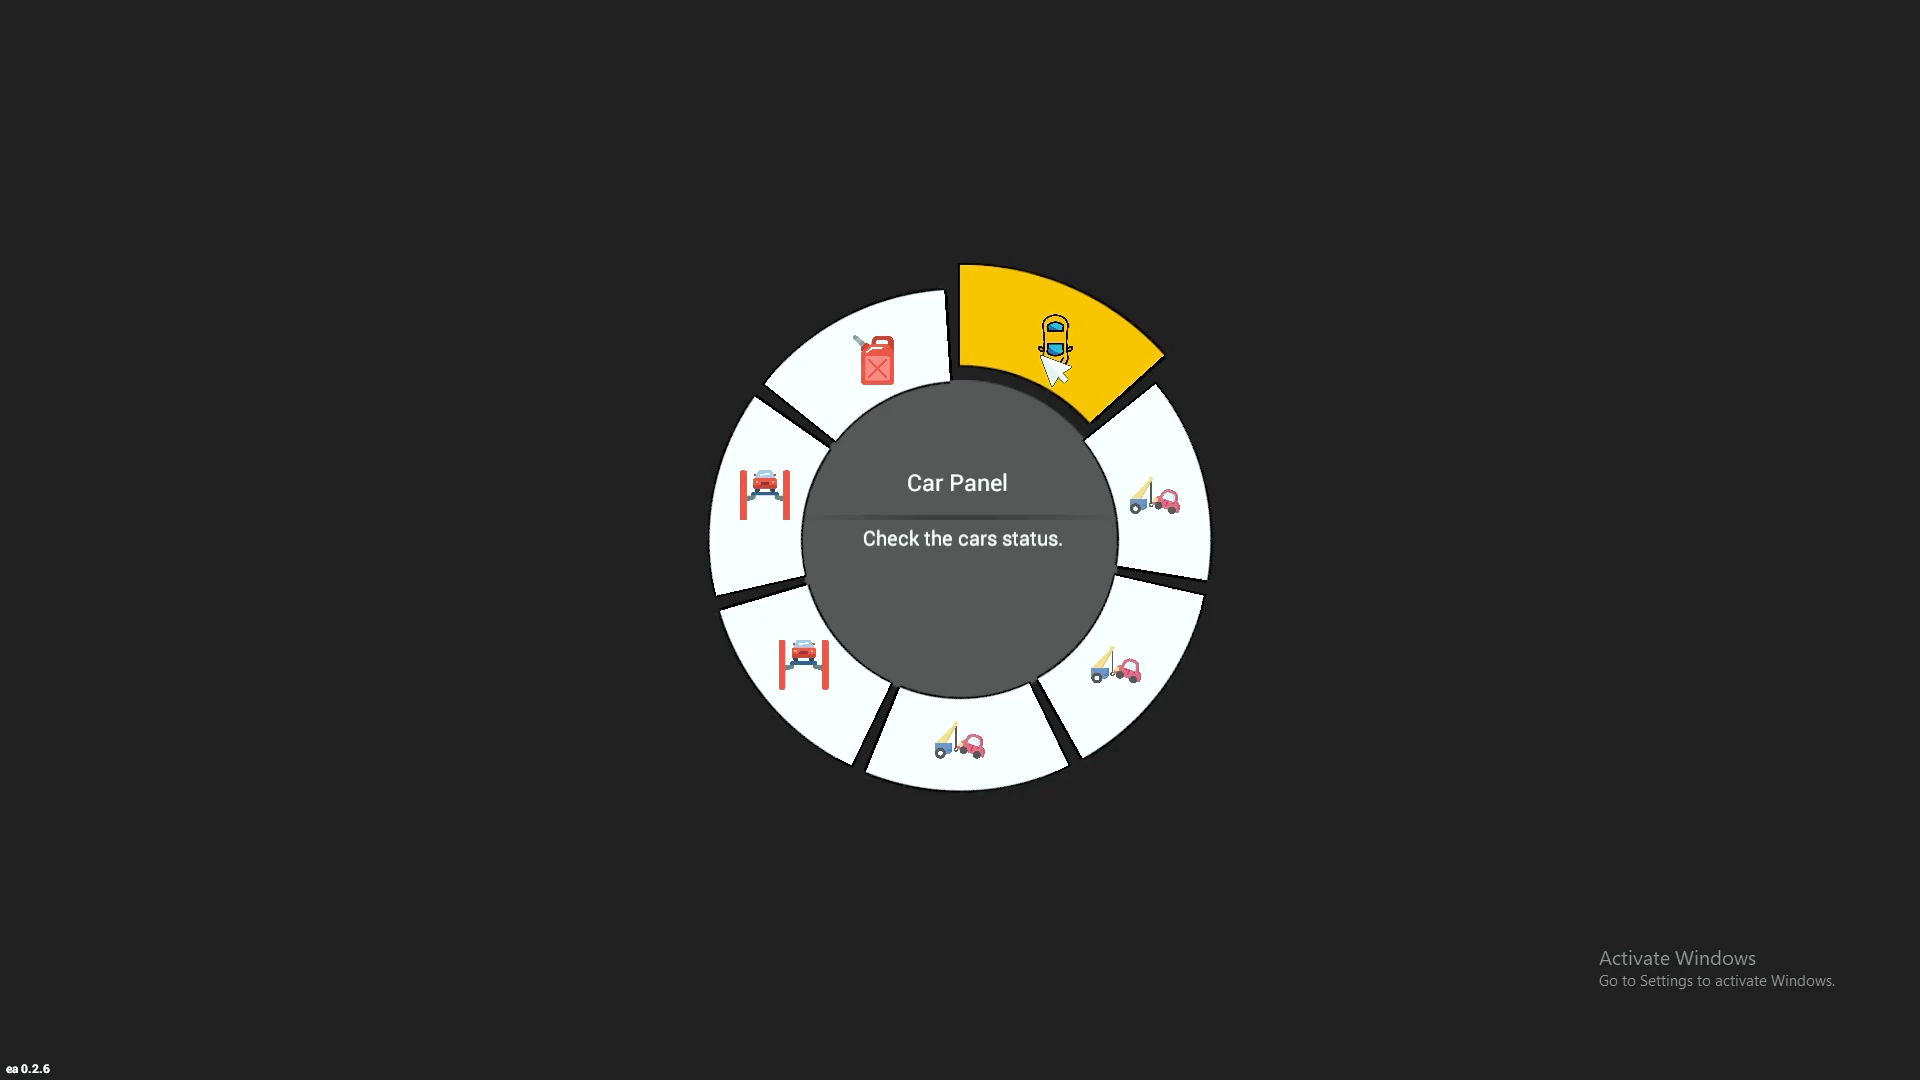 Car Panel
Check the cars status.
Activate Windows
Go to Settings to activate Windows.
ea 0.2.6